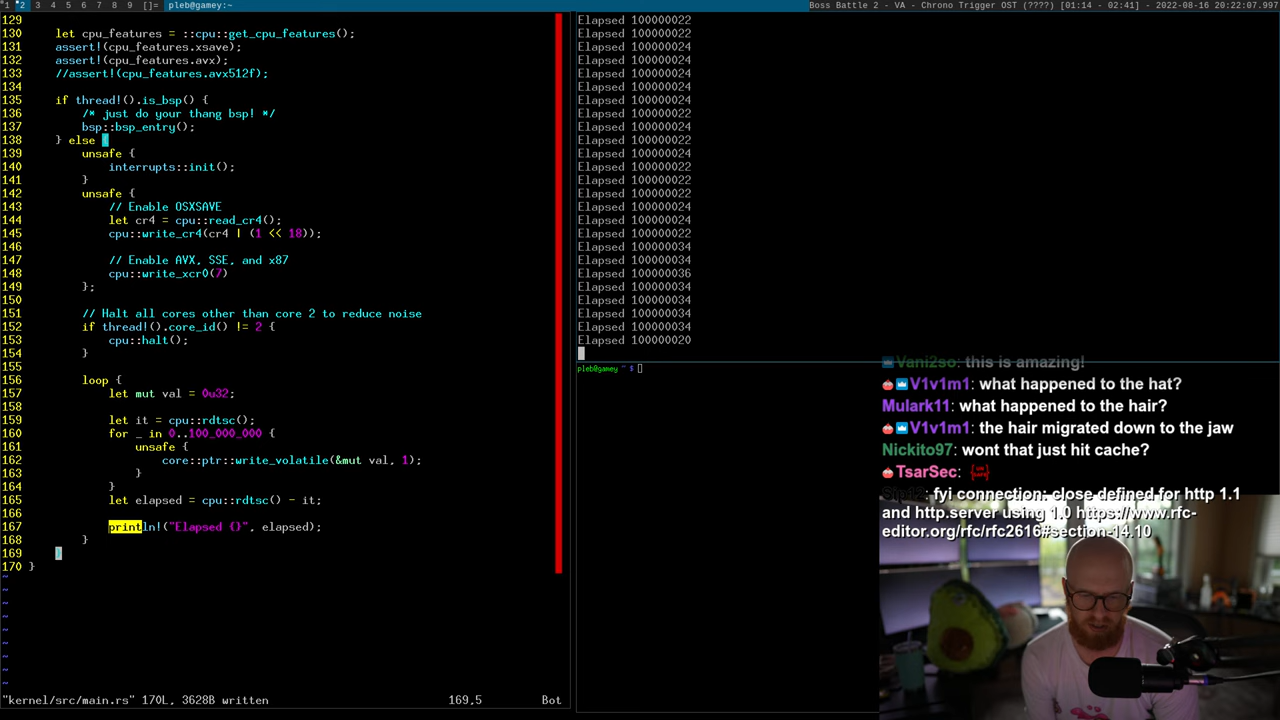 1 2 3 4 5 6 7 8 9 []= pleb@gamey:~ Boss Battle 2 - VA - Chrono Trigger OST (????) [01:14 - 02:41] - 2022-08-16 20:22:07.997
129
130     let cpu_features = ::cpu::get_cpu_features();
131     assert!(cpu_features.xsave);
132     assert!(cpu_features.avx);
133     //assert!(cpu_features.avx512f);
134
135     if thread!().is_bsp() {
136         /* just do your thang bsp! */
137         bsp::bsp_entry();
138     } else {
139         unsafe {
140             interrupts::init();
141         }
142         unsafe {
143             // Enable OSXSAVE
144             let cr4 = cpu::read_cr4();
145             cpu::write_cr4(cr4 | (1 << 18));
146
147             // Enable AVX, SSE, and x87
148             cpu::write_xcr0(7)
149         };
150
151         // Halt all cores other than core 2 to reduce noise
152         if thread!().core_id() != 2 {
153             cpu::halt();
154         }
155
156         loop {
157             let mut val = 0u32;
158
159             let it = cpu::rdtsc();
160             for _ in 0..100_000_000 {
161                 unsafe {
162                     core::ptr::write_volatile(&mut val, 1);
163                 }
164             }
165             let elapsed = cpu::rdtsc() - it;
166
167             println!("Elapsed {}", elapsed);
168         }
169     }
170 }
~
~
~
~
~
~
~
~
~
"kernel/src/main.rs" 170L, 3628B written 169,5 Bot
Elapsed 100000022
Elapsed 100000022
Elapsed 100000024
Elapsed 100000024
Elapsed 100000024
Elapsed 100000024
Elapsed 100000024
Elapsed 100000022
Elapsed 100000024
Elapsed 100000022
Elapsed 100000024
Elapsed 100000022
Elapsed 100000022
Elapsed 100000022
Elapsed 100000024
Elapsed 100000024
Elapsed 100000022
Elapsed 100000034
Elapsed 100000034
Elapsed 100000036
Elapsed 100000034
Elapsed 100000034
Elapsed 100000034
Elapsed 100000034
Elapsed 100000020
pleb@gamey ~ $
Vani2so: this is amazing!
V1v1m1: what happened to the hat?
Mulark11: what happened to the hair?
V1v1m1: the hair migrated down to the jaw
Nickito97: wont that just hit cache?
TsarSec:
fyi connection: close defined for http 1.1
and http.server using 1.0 https://www.rfc-
editor.org/rfc/rfc2616#section-14.10